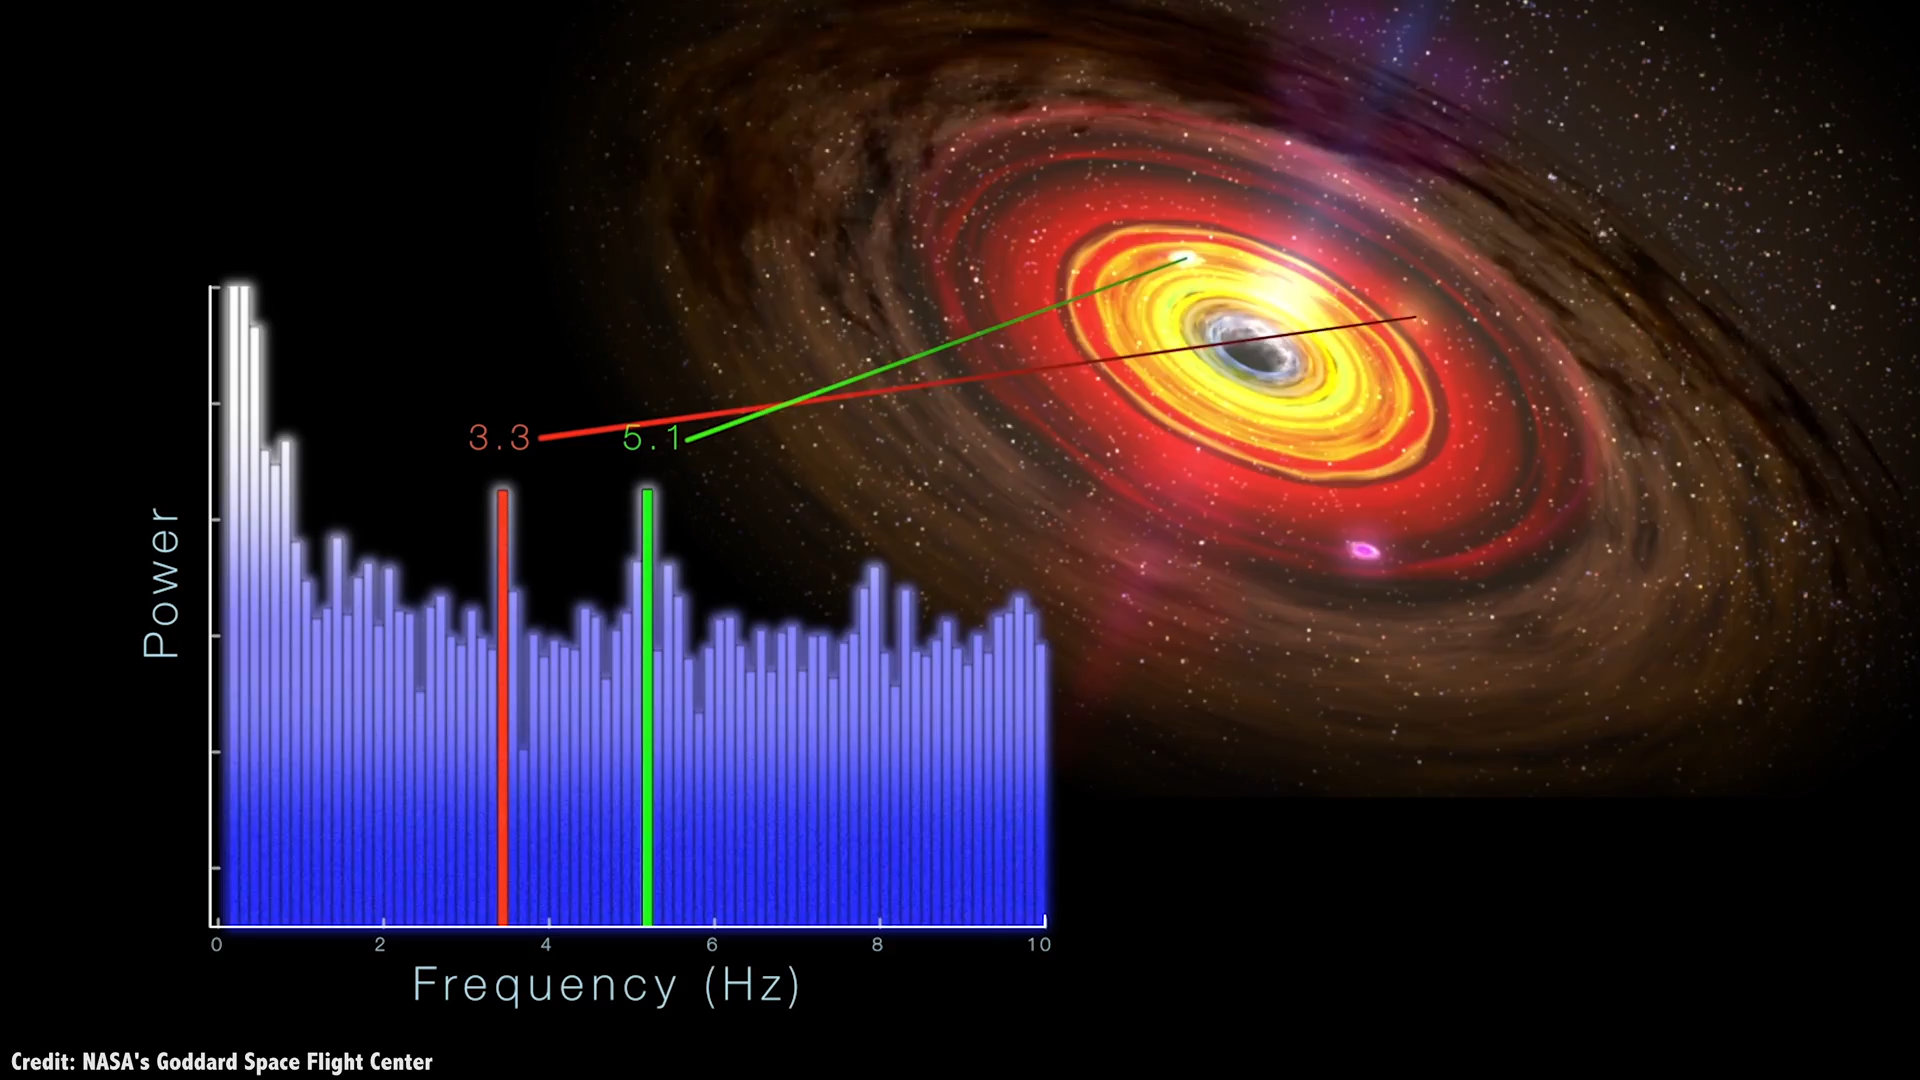 3.3
5.1
Power
0 2 4 6 8 10
Frequency (Hz)
Credit: NASA's Goddard Space Flight Center